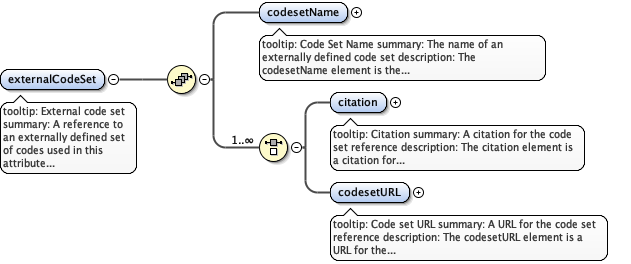 codesetName
tooltip: Code Set Name summary: The name of an
externally defined code set description: The
codesetName element is the...
externalCodeSet
tooltip: External code set
summary: A reference to
an externally defined set
of codes used in this
attribute...
1..∞
citation
tooltip: Citation summary: A citation for the code
set reference description: The citation element is
a citation for...
codesetURL
tooltip: Code set URL summary: A URL for the code set
reference description: The codesetURL element is a
URL for the...